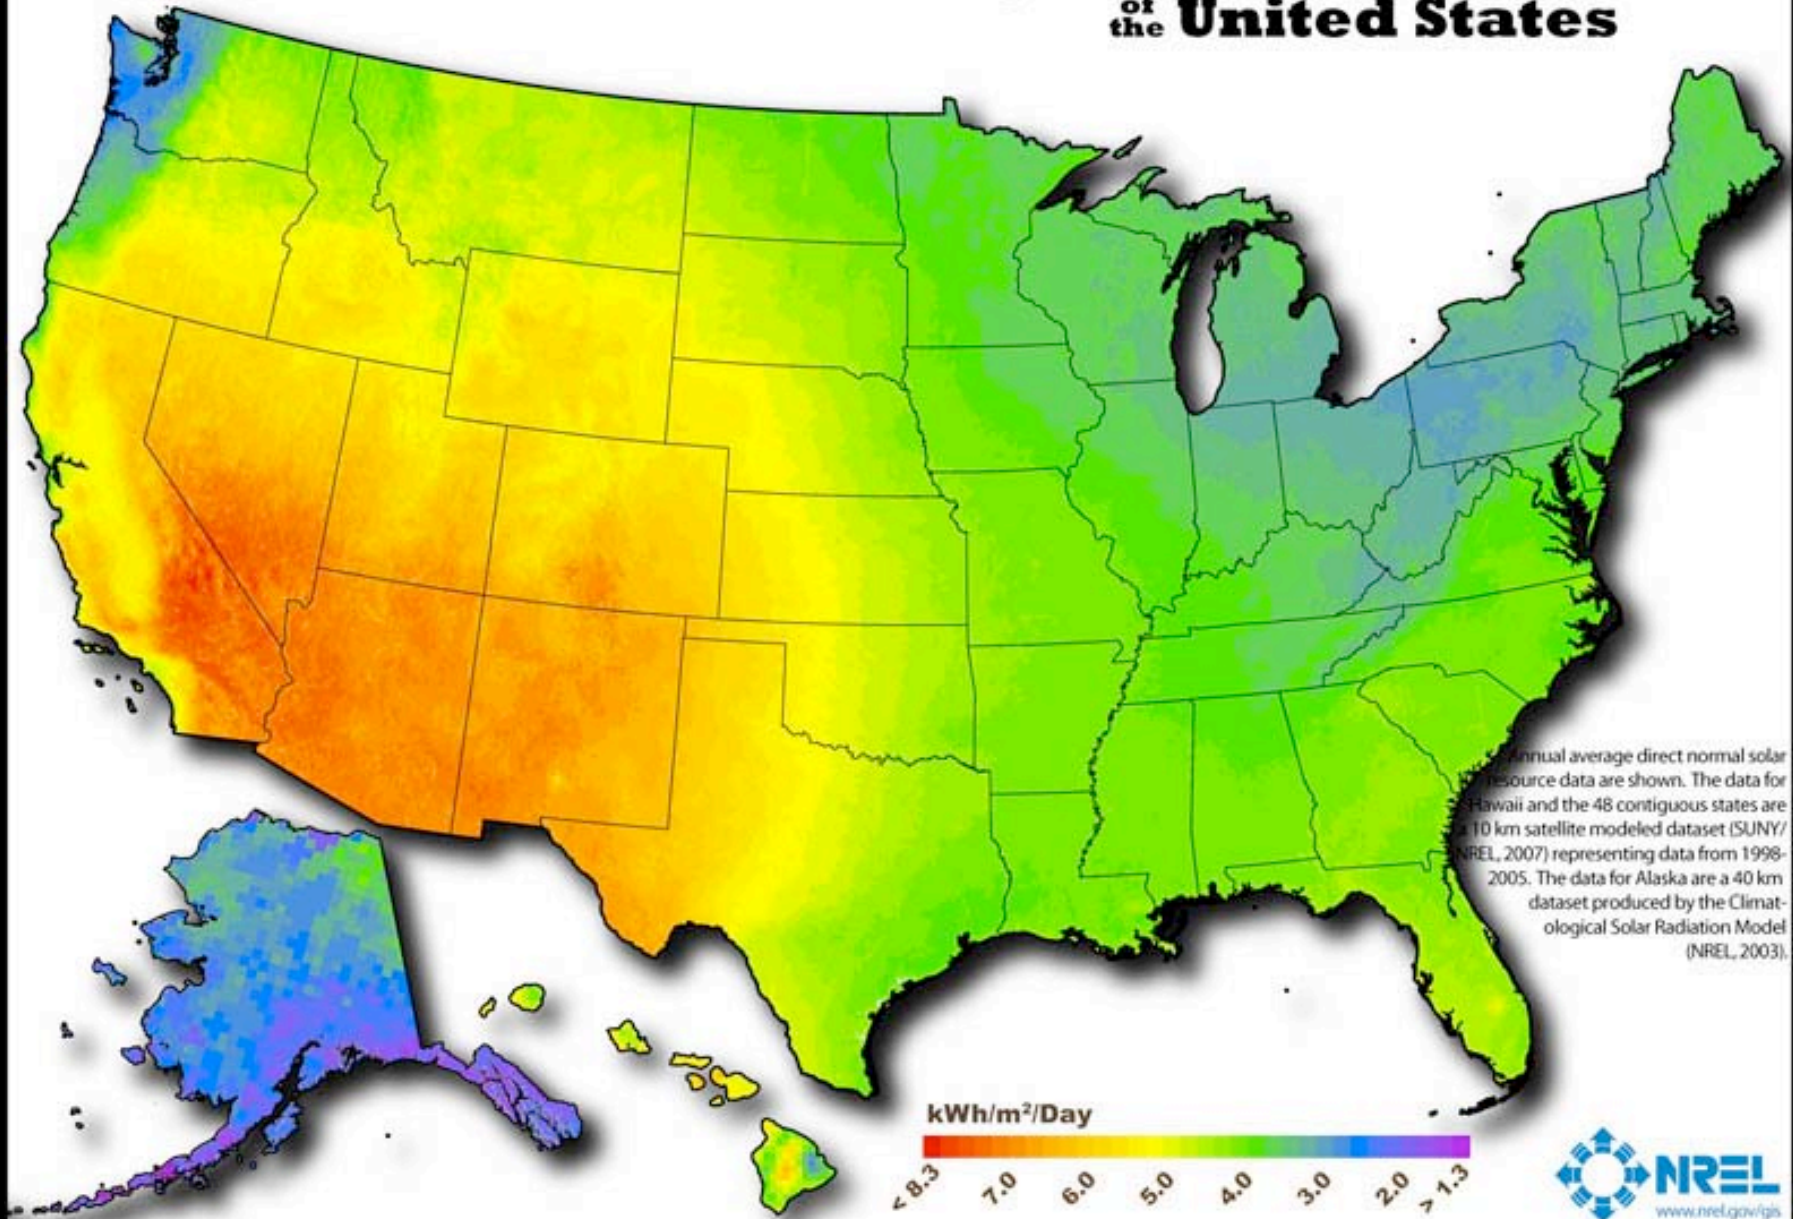 of
the United States
Annual average direct normal solar
resource data are shown. The data for
Hawaii and the 48 contiguous states are
a 10 km satellite modeled dataset (SUNY/
NREL, 2007) representing data from 1998-
2005. The data for Alaska are a 40 km
dataset produced by the Climat-
ological Solar Radiation Model
(NREL, 2003).
kWh/m²/Day
< 8.3 7.0 6.0 5.0 4.0 3.0 2.0 > 1.3
NREL
www.nrel.gov/gis